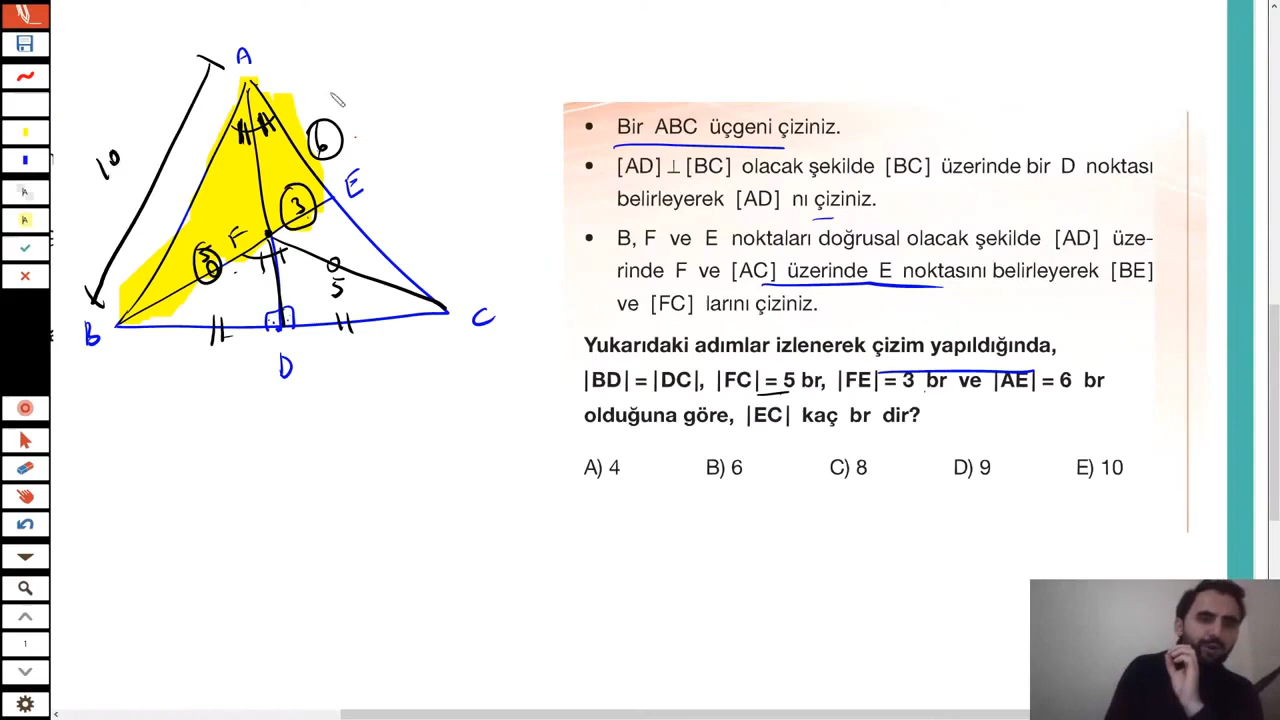 A
10
6
E
3
F
5
5
B
C
D
• Bir ABC üçgeni çiziniz.
• [AD] ⊥ [BC] olacak şekilde [BC] üzerinde bir D noktası
belirleyerek [AD] nı çiziniz.
• B, F ve E noktaları doğrusal olacak şekilde [AD] üze-
rinde F ve [AC] üzerinde E noktasını belirleyerek [BE]
ve [FC] larını çiziniz.
Yukarıdaki adımlar izlenerek çizim yapıldığında,
|BD| = |DC|, |FC| = 5 br, |FE| = 3 br ve |AE| = 6 br
olduğuna göre, |EC| kaç br dir?
A) 4 B) 6 C) 8 D) 9 E) 10
1